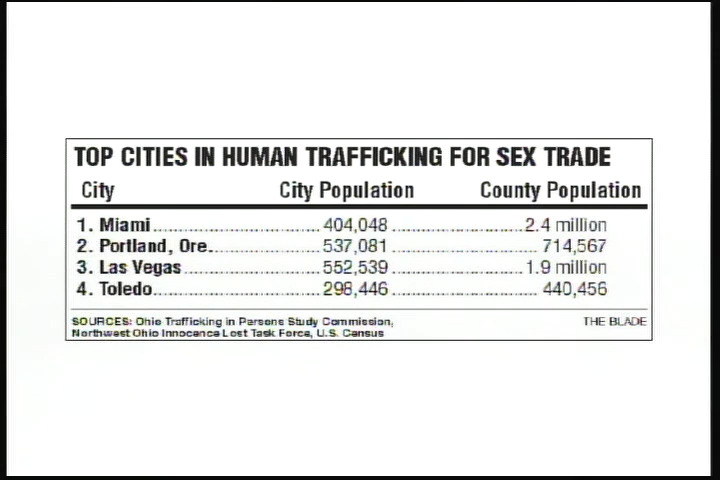 TOP CITIES IN HUMAN TRAFFICKING FOR SEX TRADE
City City Population County Population
1. Miami........................404,048........................2.4 million
2. Portland, Ore........................537,081........................714,567
3. Las Vegas........................552,539........................1.9 million
4. Toledo........................298,446........................440,456
SOURCES: Ohio Trafficking in Persons Study Commission, THE BLADE
Northwest Ohio Innocence Lost Task Force, U.S. Census